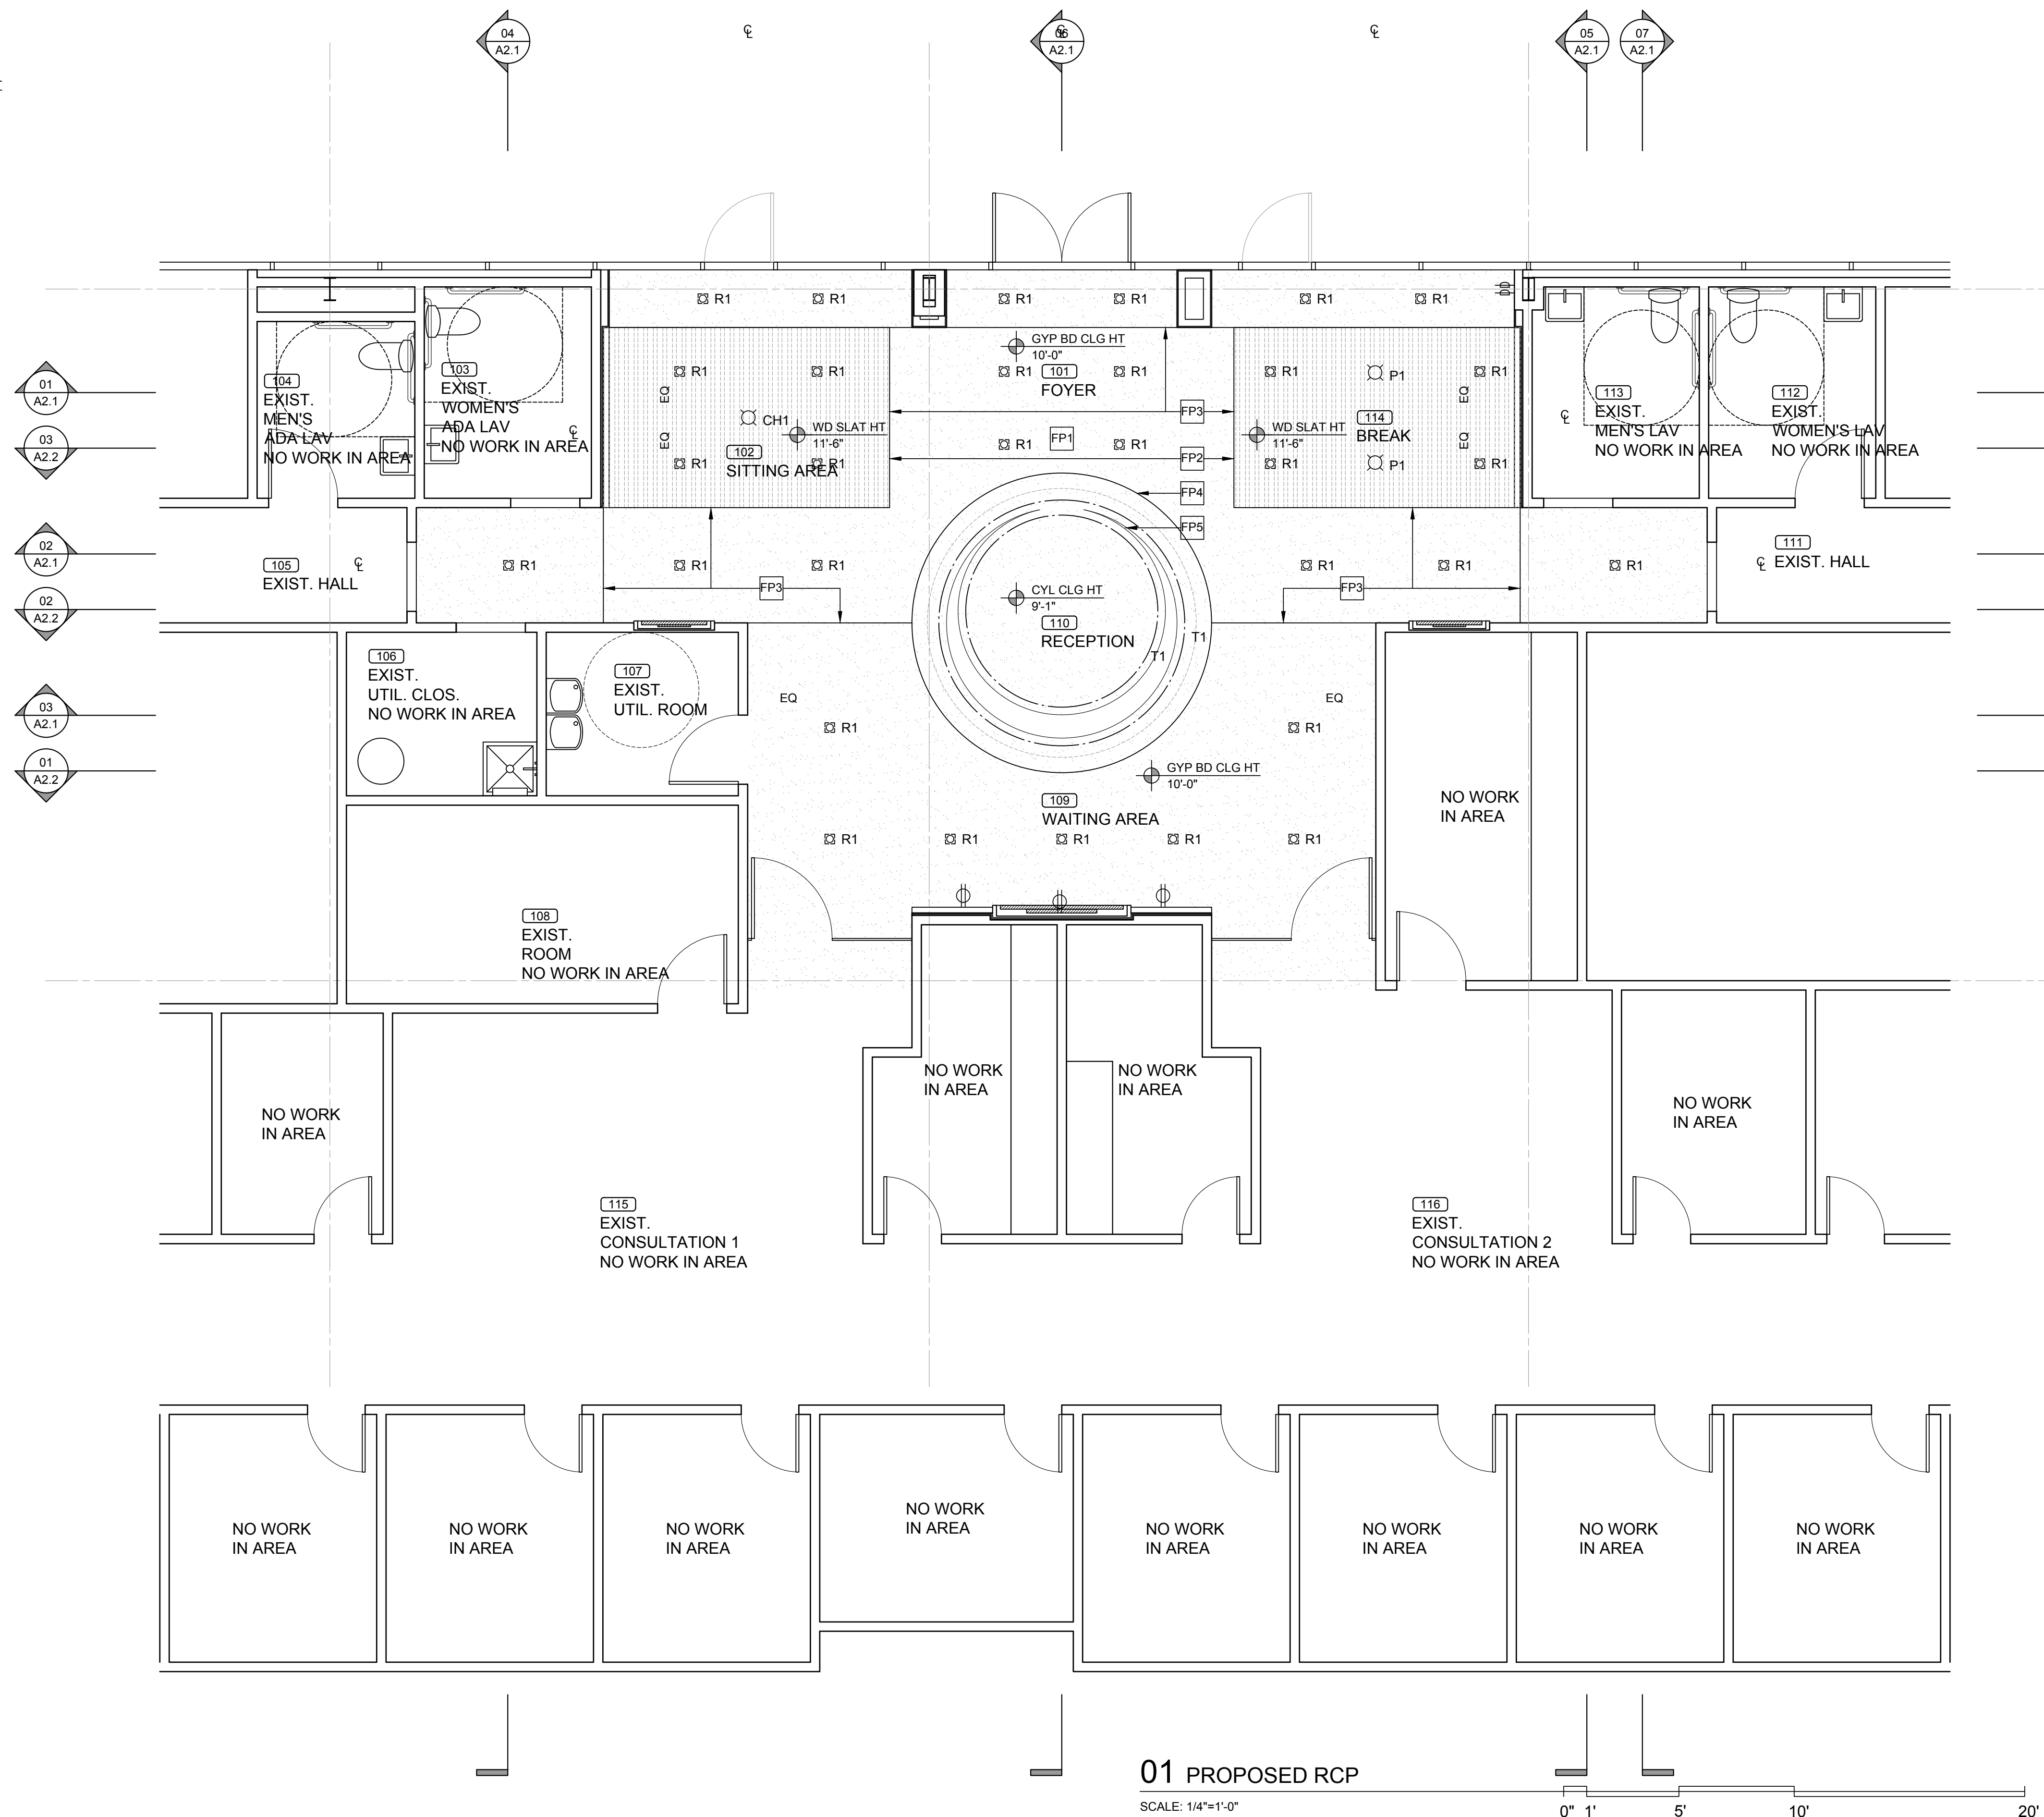 04
A2.1
℄
℄
06
A2.1
℄
05
A2.1
07
A2.1
R1
R1
R1
R1
R1
R1
GYP BD CLG HT
10'-0"
101
FOYER
R1
R1
R1
R1
R1
P1
R1
01
A2.1
104
EXIST.
MEN'S
ADA LAV
NO WORK IN AREA
103
EXIST.
WOMEN'S
ADA LAV
NO WORK IN AREA
℄
EQ
EQ
CH1
WD SLAT HT
11'-6"
102
SITTING AREA
R1
R1
FP3
FP1
R1
R1
FP2
WD SLAT HT
11'-6"
114
BREAK
EQ
EQ
R1
P1
R1
℄
113
EXIST.
MEN'S LAV
NO WORK IN AREA
112
EXIST.
WOMEN'S LAV
NO WORK IN AREA
03
A2.2
FP4
FP5
02
A2.1
105
EXIST. HALL
℄
R1
R1
R1
R1
R1
R1
111
℄ EXIST. HALL
FP3
FP3
02
A2.2
CYL CLG HT
9'-1"
110
RECEPTION
T1
T1
106
EXIST.
UTIL. CLOS.
NO WORK IN AREA
107
EXIST.
UTIL. ROOM
EQ
EQ
03
A2.1
R1
R1
01
A2.2
GYP BD CLG HT
10'-0"
109
WAITING AREA
NO WORK
IN AREA
R1
R1
R1
R1
R1
108
EXIST.
ROOM
NO WORK IN AREA
NO WORK
IN AREA
NO WORK
IN AREA
NO WORK
IN AREA
NO WORK
IN AREA
115
EXIST.
CONSULTATION 1
NO WORK IN AREA
116
EXIST.
CONSULTATION 2
NO WORK IN AREA
NO WORK
IN AREA
NO WORK
IN AREA
NO WORK
IN AREA
NO WORK
IN AREA
NO WORK
IN AREA
NO WORK
IN AREA
NO WORK
IN AREA
NO WORK
IN AREA
01 PROPOSED RCP
SCALE: 1/4"=1'-0"
0" 1' 5' 10' 20'